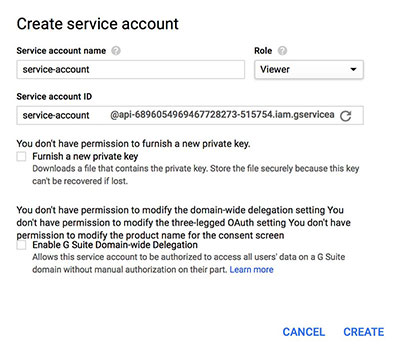 Create service account
Service account name ? Role ?
service-account Viewer
Service account ID
service-account @api-6896054969467728273-515754.iam.gservicea
You don't have permission to furnish a new private key.
Furnish a new private key
Downloads a file that contains the private key. Store the file securely because this key
can't be recovered if lost.
You don't have permission to modify the domain-wide delegation setting You
don't have permission to modify the three-legged OAuth setting You don't have
permission to modify the product name for the consent screen
Enable G Suite Domain-wide Delegation
Allows this service account to be authorized to access all users' data on a G Suite
domain without manual authorization on their part. Learn more
CANCEL CREATE